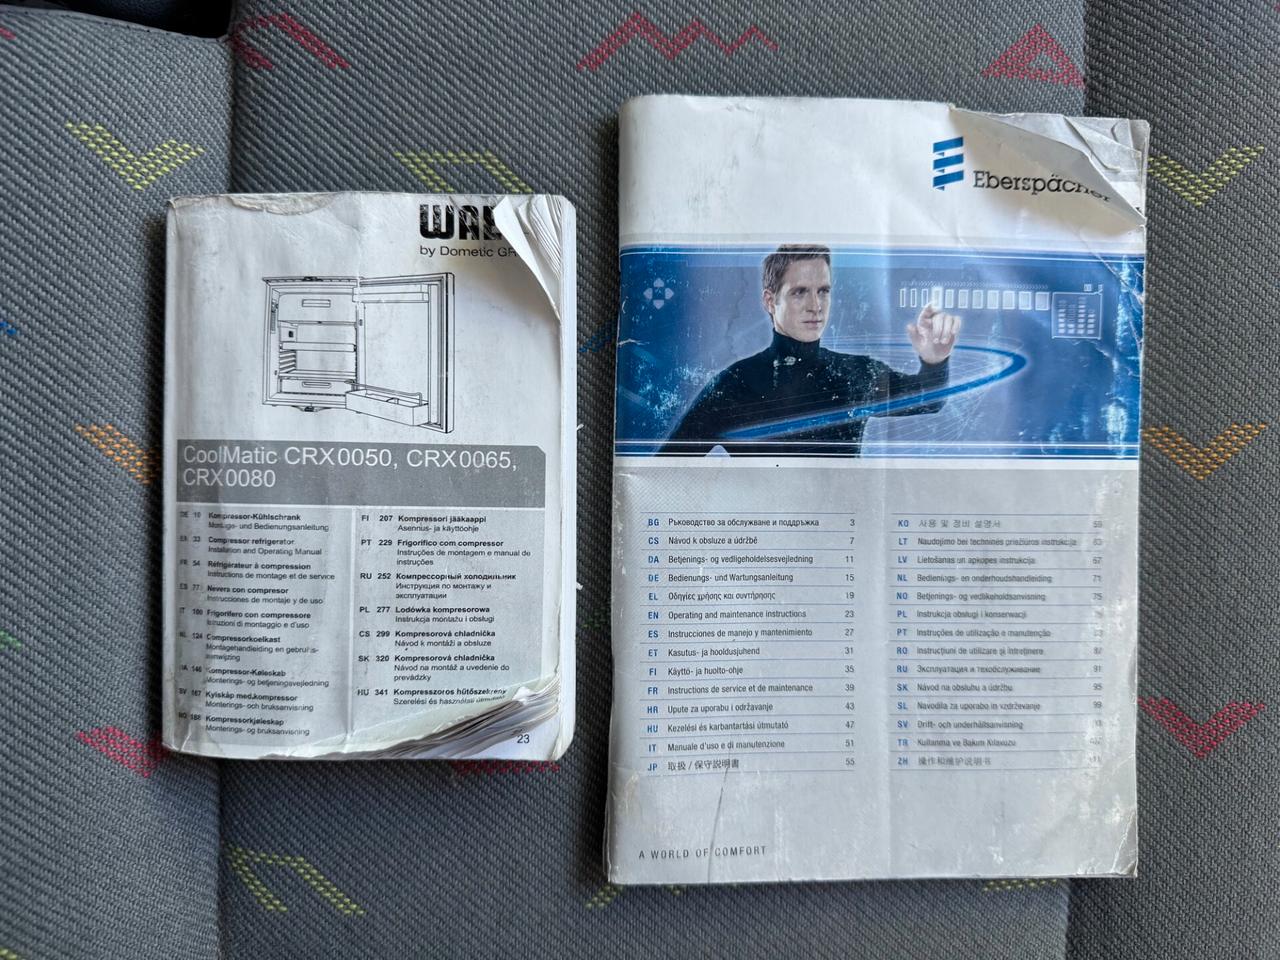 by Dometic
CoolMatic CRX0050, CRX0065,
CRX0080
DE 10 Kompressor-Kühlschrank
Montage- und Bedienungsanleitung
EN 33 Compressor refrigerator
Installation and Operating Manual
FR 54 Réfrigérateur à compression
Instructions de montage et de service
ES 77 Nevera con compresor
Instrucciones de montaje y de uso
IT 100 Frigorifero con compressore
Istruzioni di montaggio e d'uso
NL 124 Compressorkoelkast
Montagehandleiding en gebruiks-
aanwijzing
DA 146 Kompressor-Køleskab
Monterings- og betjeningsvejledning
SV 167 Kylskåp med kompressor
Monterings- och bruksanvisning
NO 188 Kompressorkjøleskap
Monterings- og bruksanvisning
FI 207 Kompressori jääkaappi
Asennus- ja käyttöohje
PT 229 Frigorífico com compressor
Instruções de montagem e manual de
instruções
RU 252 Компрессорный холодильник
Инструкция по монтажу и
эксплуатации
PL 277 Lodówka kompresorowa
Instrukcja montażu i obsługi
CS 299 Kompresorová chladnička
Návod k montáži a obsluze
SK 320 Kompresorová chladnička
Návod na montáž a uvedenie do
prevádzky
HU 341 Kompresszoros hűtőszekrény
Szerelési és használati útmutató
23
Eberspächer
BG Ръководство за обслужване и поддръжка 3
CS Návod k obsluze a údržbě 7
DA Betjenings- og vedligeholdelsesvejledning 11
DE Bedienungs- und Wartungsanleitung 15
EL Οδηγίες χρήσης και συντήρησης 19
EN Operating and maintenance instructions 23
ES Instrucciones de manejo y mantenimiento 27
ET Kasutus- ja hooldusjuhend 31
FI Käyttö- ja huolto-ohje 35
FR Instructions de service et de maintenance 39
HR Upute za uporabu i održavanje 43
HU Kezelési és karbantartási útmutató 47
IT Manuale d'uso e di manutenzione 51
JP 取扱 / 保守説明書 55
KO 사용 및 정비 설명서 59
LT Naudojimo bei techninės priežiūros instrukcija 63
LV Lietošanas un apkopes instrukcija 67
NL Bedienings- en onderhoudshandleiding 71
NO Betjenings- og vedlikeholdsanvisning 75
PL Instrukcja obsługi i konserwacji
PT Instruções de utilização e manutenção
RO Instrucțiuni de utilizare și întreținere
RU Эксплуатация и техобслуживание 91
SK Návod na obsluhu a údržbu 95
SL Navodila za uporabo in vzdrževanje 99
SV Drift- och underhållsanvisning
TR Kullanma ve Bakım Kılavuzu
ZH 操作和维护说明书
A WORLD OF COMFORT